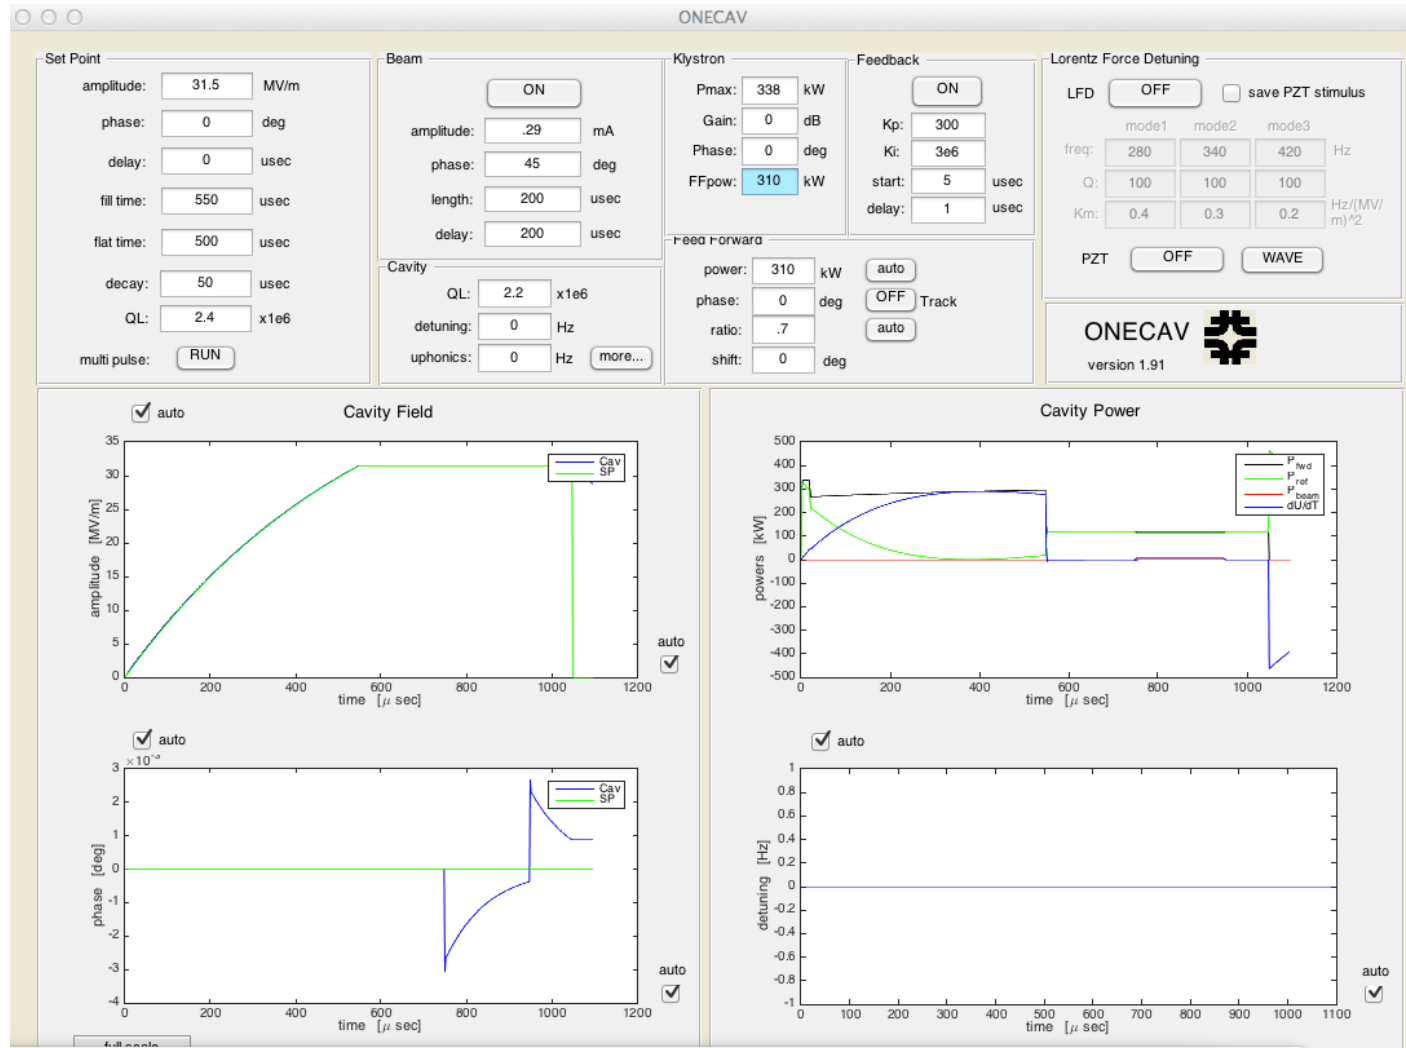 ONECAV
Set Point
amplitude: 31.5 MV/m
phase: 0 deg
delay: 0 usec
fill time: 550 usec
flat time: 500 usec
decay: 50 usec
QL: 2.4 x1e6
multi pulse: RUN
Beam
ON
amplitude: .29 mA
phase: 45 deg
length: 200 usec
delay: 200 usec
Cavity
QL: 2.2 x1e6
detuning: 0 Hz
uphonics: 0 Hz more...
Klystron
Pmax: 338 kW
Gain: 0 dB
Phase: 0 deg
FFpow: 310 kW
Feedback
ON
Kp: 300
Ki: 3e6
start: 5 usec
delay: 1 usec
Feed Forward
power: 310 kW auto
phase: 0 deg OFF Track
ratio: .7 auto
shift: 0 deg
Lorentz Force Detuning
LFD OFF save PZT stimulus
mode1 mode2 mode3
freq: 280 340 420 Hz
Q: 100 100 100
Km: 0.4 0.3 0.2 Hz/(MV/
m)^2
PZT OFF WAVE
ONECAV
version 1.91
auto
Cavity Field
35
30
25
20
15
10
5
0
amplitude [MV/m]
Cav
SP
0 200 400 600 800 1000 1200
time [μ sec]
auto
Cavity Power
500
400
300
200
100
0
-100
-200
-300
-400
-500
powers [kW]
P fwd
P ref
P beam
dU/dT
0 200 400 600 800 1000 1200
time [μ sec]
auto
×10^-3
3
2
1
0
-1
-2
-3
-4
phase [deg]
Cav
SP
0 200 400 600 800 1000 1200
time [μ sec]
auto
auto
1
0.8
0.6
0.4
0.2
0
-0.2
-0.4
-0.6
-0.8
-1
detuning [Hz]
0 100 200 300 400 500 600 700 800 900 1000 1100
time [μ sec]
auto
full scale